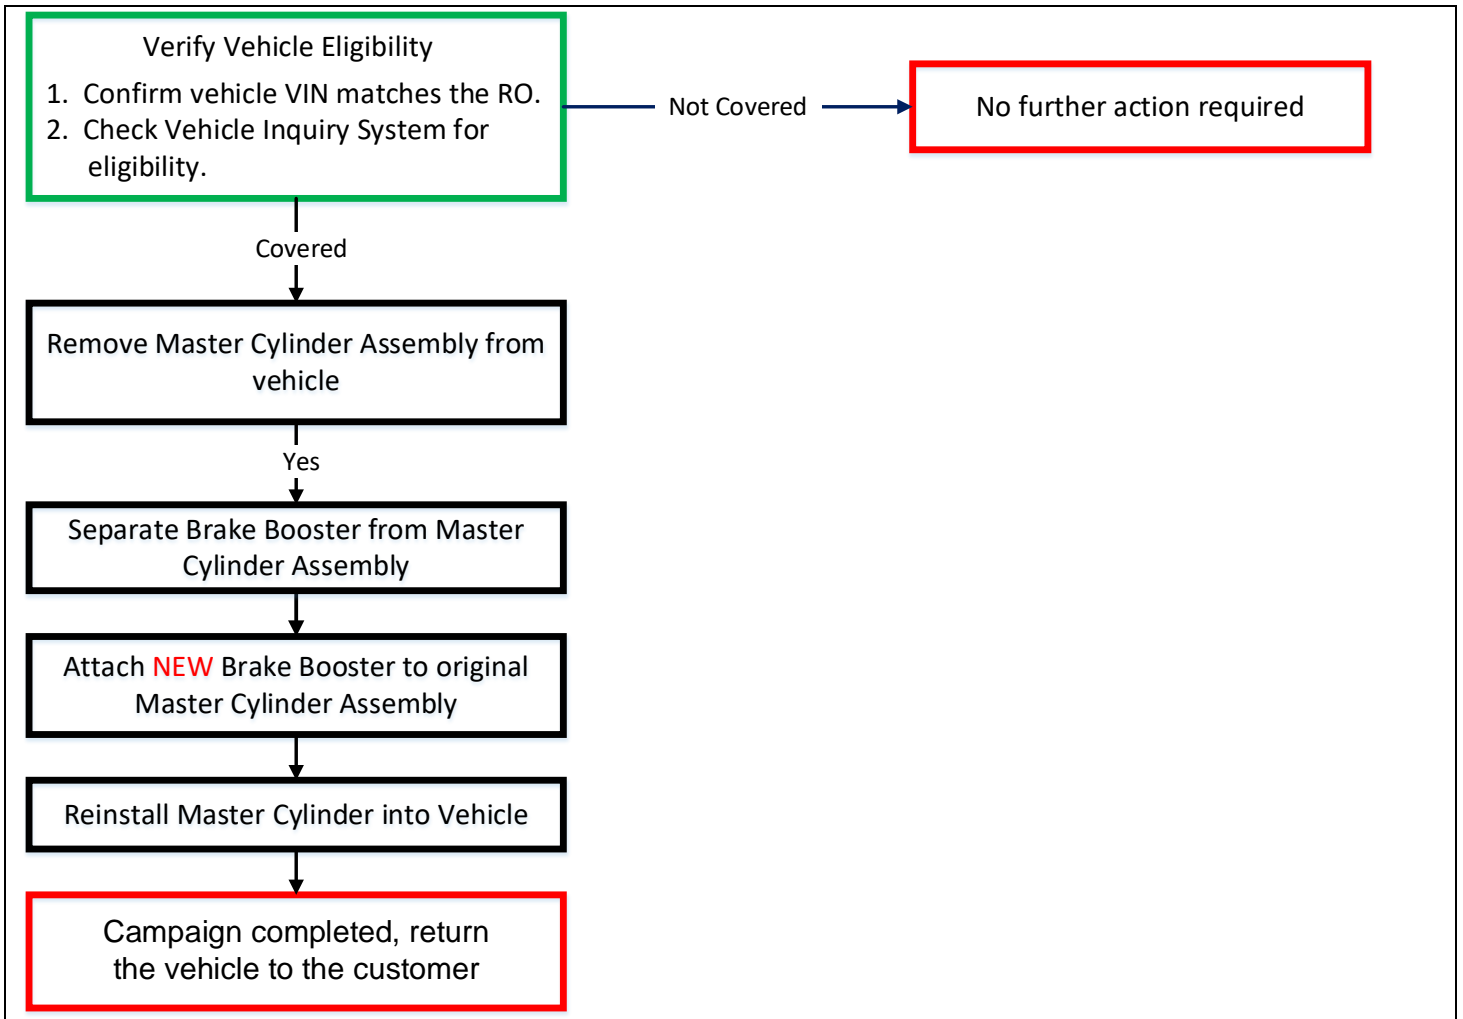 Verify Vehicle Eligibility
1. Confirm vehicle VIN matches the RO.
2. Check Vehicle Inquiry System for
eligibility.
Not Covered
No further action required
Covered
Remove Master Cylinder Assembly from
vehicle
Yes
Separate Brake Booster from Master
Cylinder Assembly
Attach NEW Brake Booster to original
Master Cylinder Assembly
Reinstall Master Cylinder into Vehicle
Campaign completed, return
the vehicle to the customer